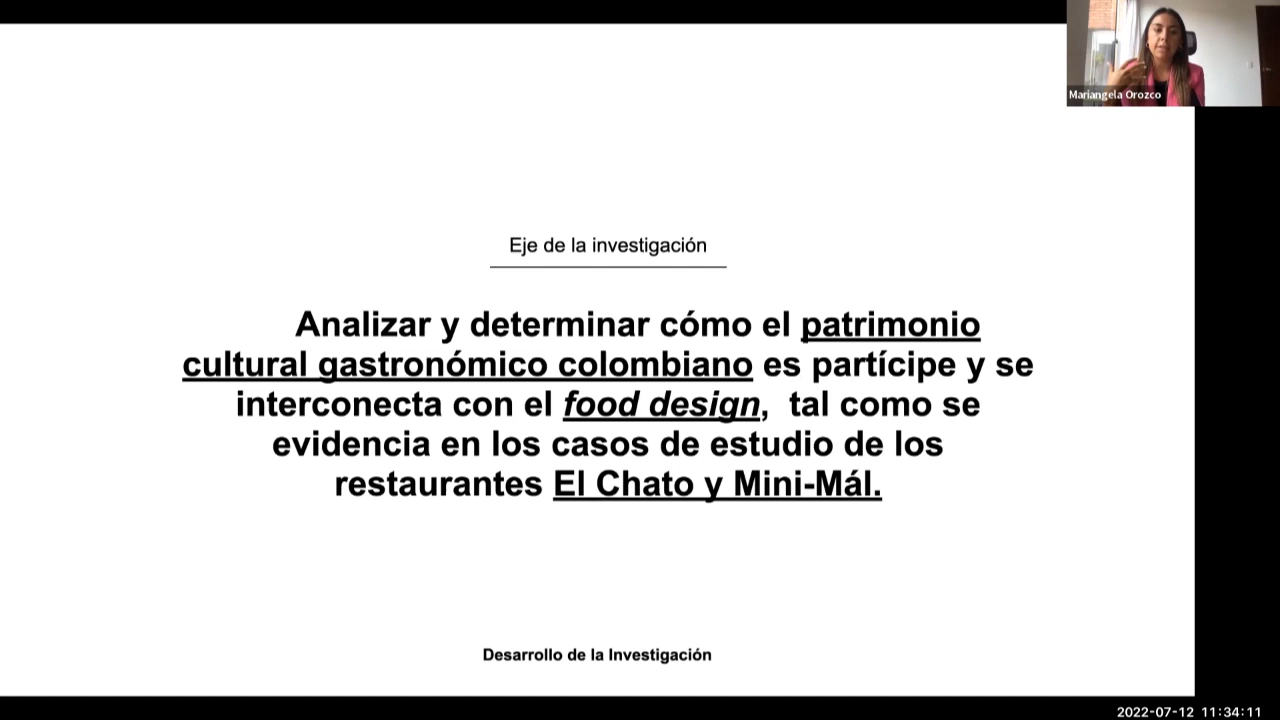 Mariangela Orozco
Eje de la investigación
Analizar y determinar cómo el patrimonio
cultural gastronómico colombiano es partícipe y se
interconecta con el food design, tal como se
evidencia en los casos de estudio de los
restaurantes El Chato y Mini-Mál.
Desarrollo de la Investigación
2022-07-12 11:34:11